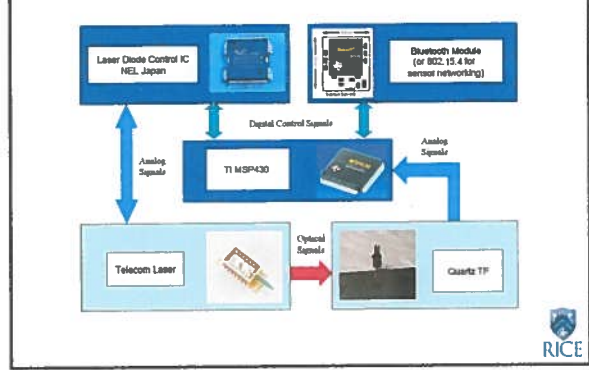 Laser Diode Control IC
NEL Japan
Bluetooth Module
(or 802.15.4 for
sensor networking)
Digital Control Signals
Analog
Signals
Analog
Signals
TI MSP430
Optical
Signals
Telecom Laser
Quartz TF
RICE